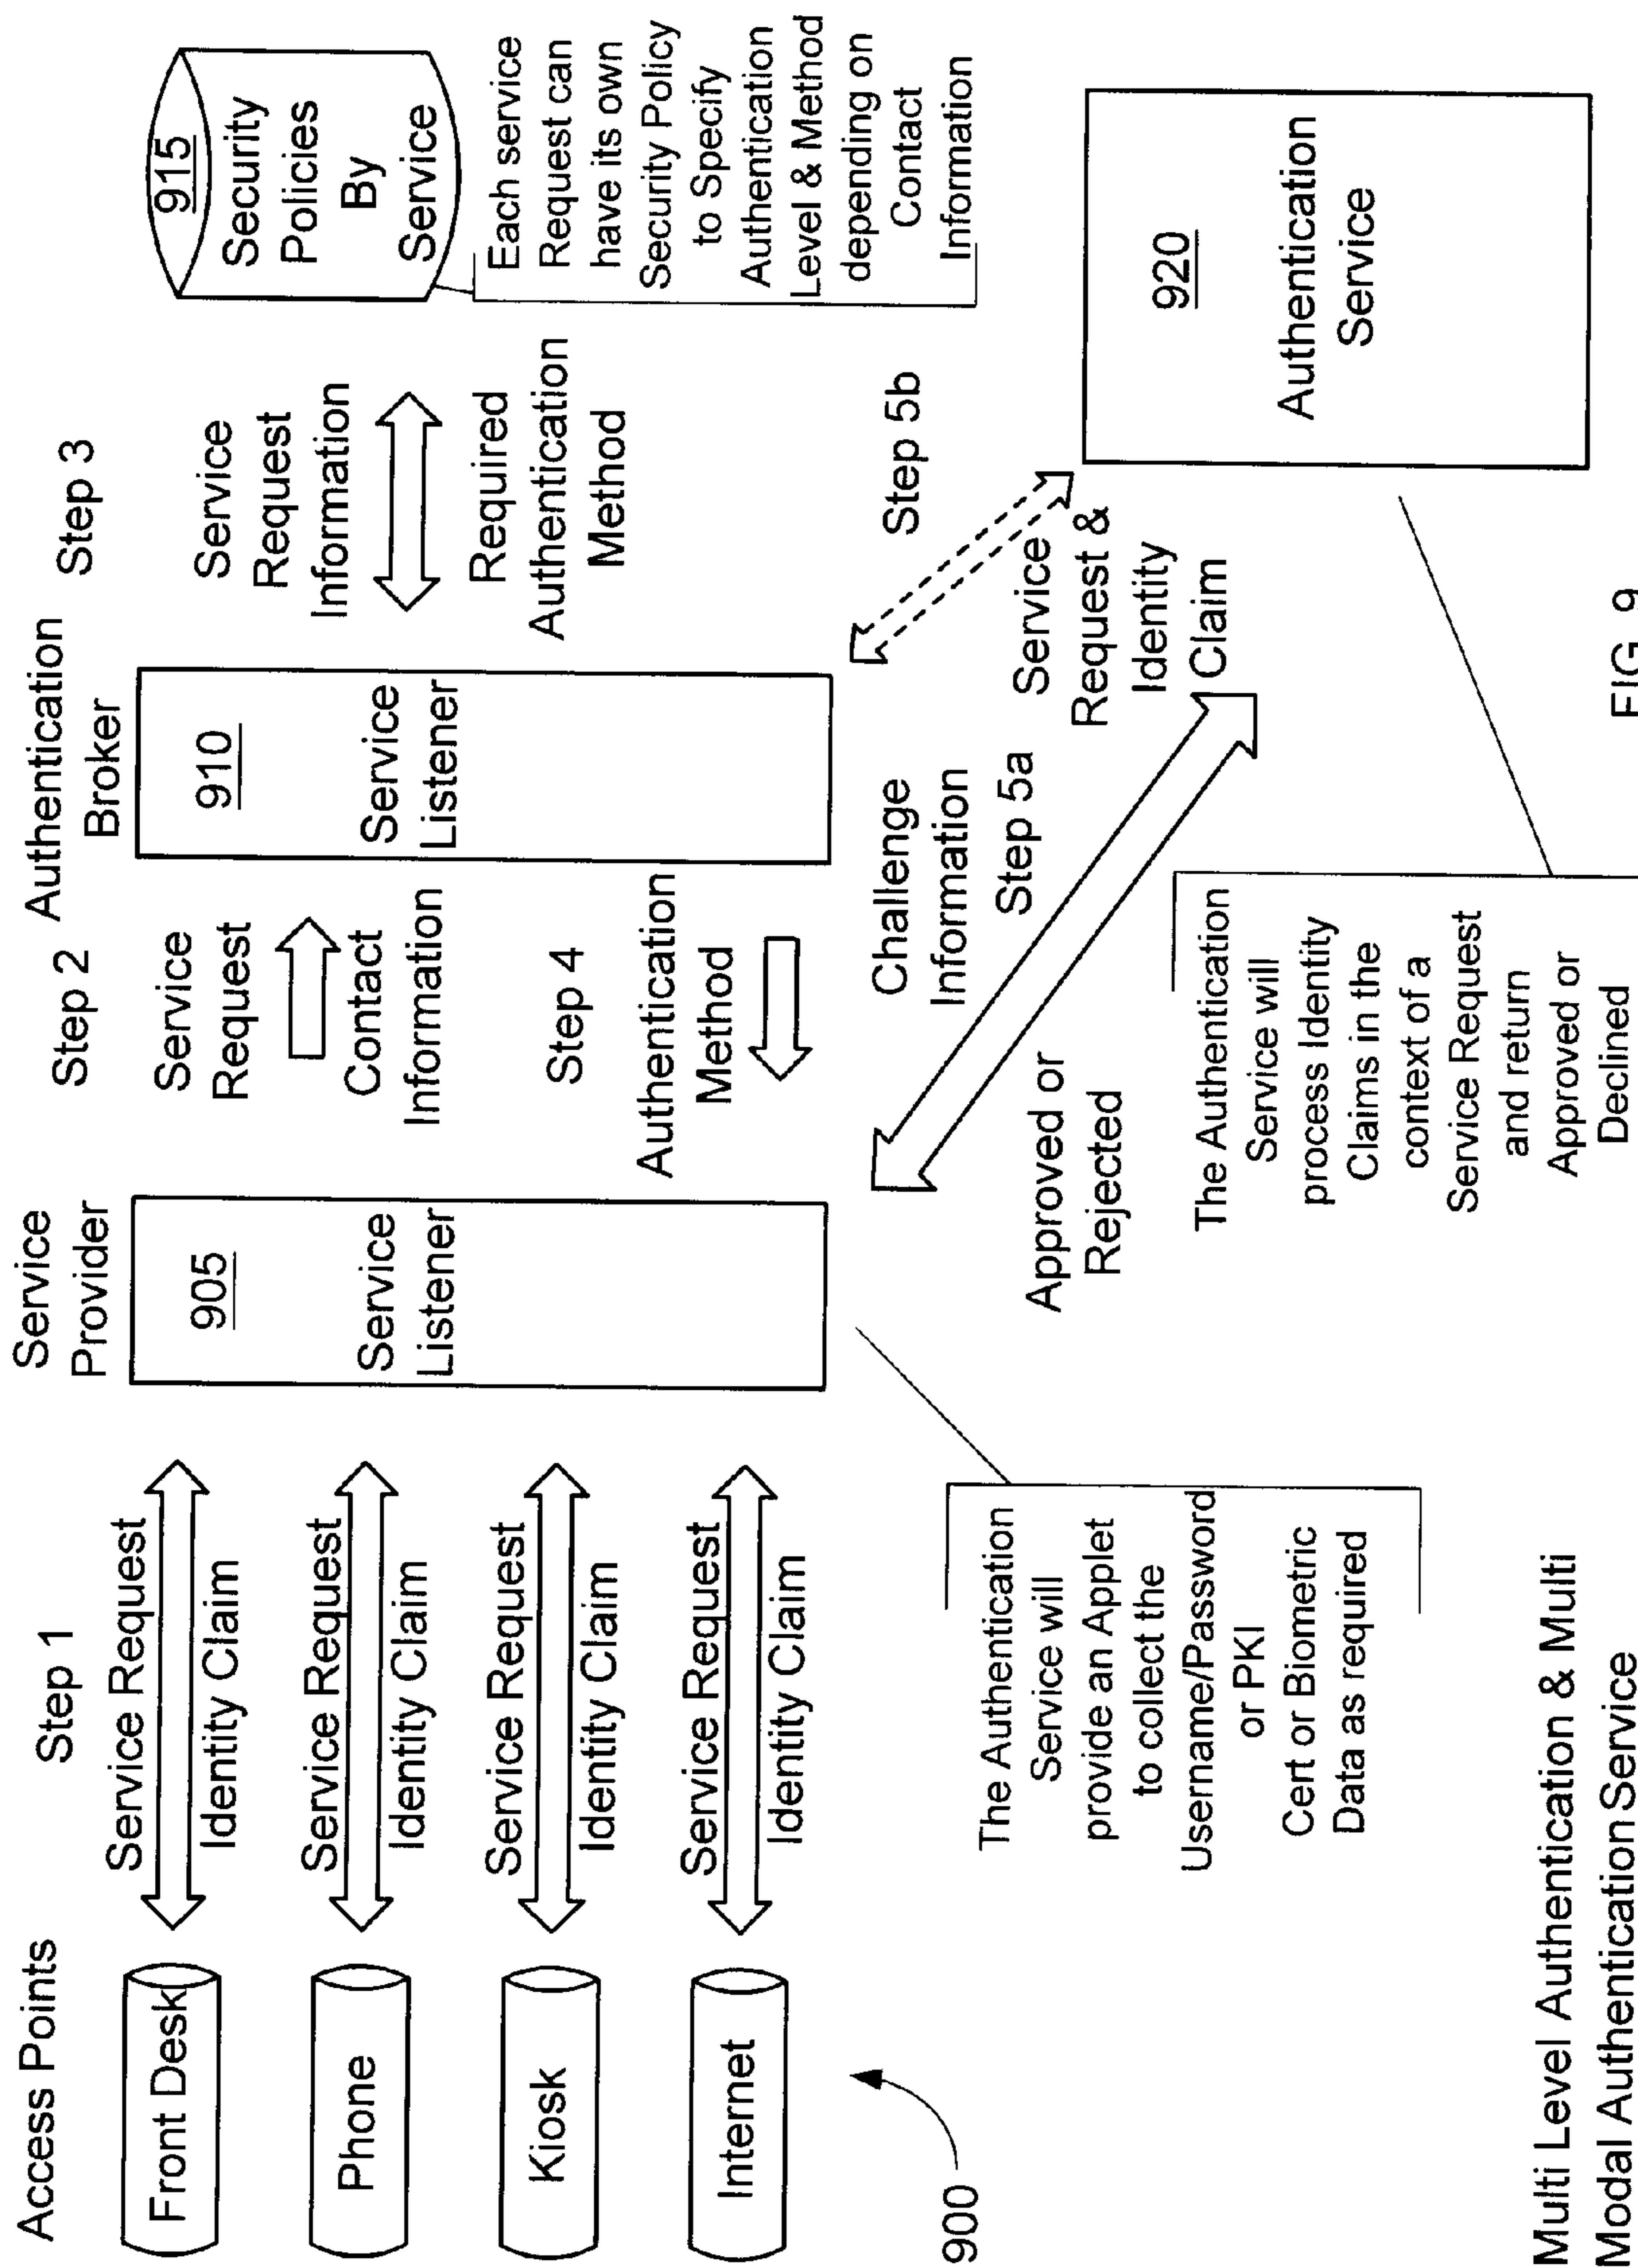 Access Points
Front Desk
Phone
Kiosk
Internet
900
Step 1
Service Request
Identity Claim
Service Request
Identity Claim
Service Request
Identity Claim
Service Request
Identity Claim
Service
Provider
905
Service
Listener
The Authentication
Service will
provide an Applet
to collect the
Username/Password
or PKI
Cert or Biometric
Data as required
Step 2
Service
Request
Contact
Information
Step 4
Authentication
Method
Authentication
Broker
910
Service
Listener
Step 3
Service
Request
Information
Required
Authentication
Method
915
Security
Policies
By
Service
Each service
Request can
have its own
Security Policy
to Specify
Authentication
Level & Method
depending on
Contact
Information
Challenge
Information
Step 5a
Approved or
Rejected
Step 5b
Service
Request &
Identity
Claim
920
Authentication
Service
The Authentication
Service will
process Identity
Claims in the
context of a
Service Request
and return
Approved or
Declined
Multi Level Authentication & Multi
Modal Authentication Service
FIG. 9